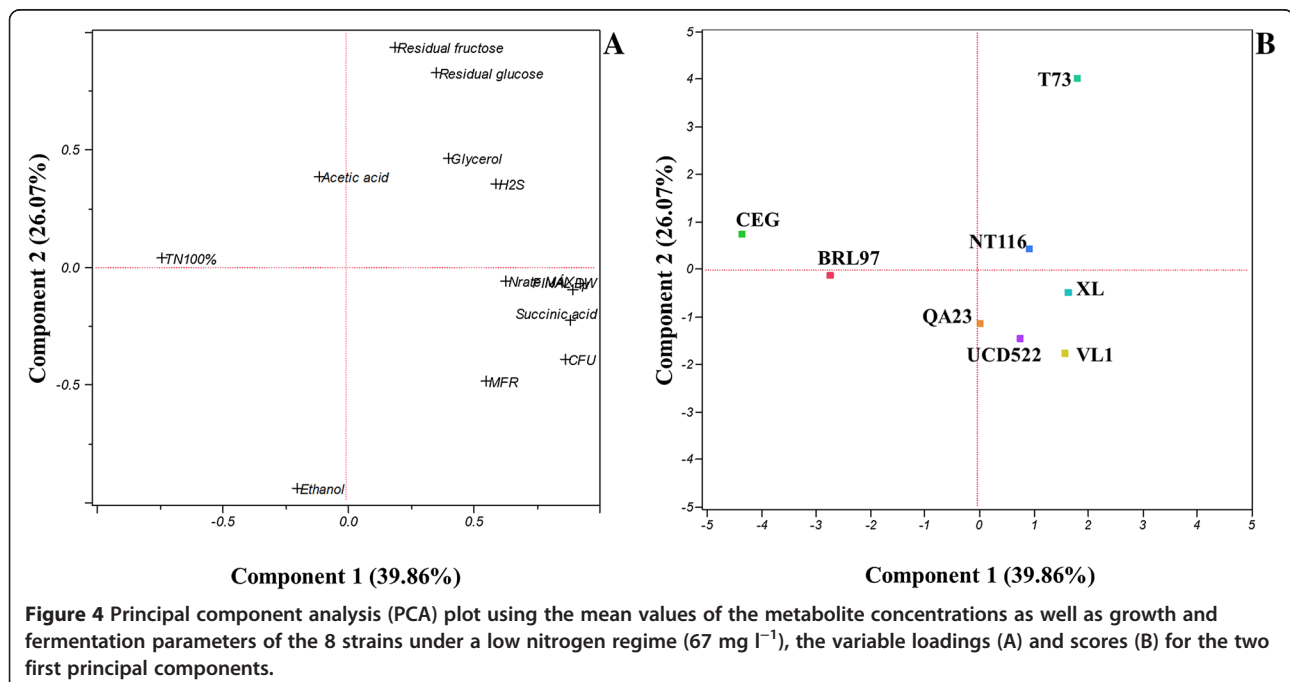 A
Residual fructose
Residual glucose
Glycerol
Acetic acid
H2S
TN100%
Succinic acid
CFU
MFR
Ethanol
0.5
0.0
-0.5
-0.5
0.0
0.5
Component 2 (26.07%)
Component 1 (39.86%)
B
T73
CEG
NT116
BRL97
XL
QA23
UCD522
VL1
5
4
3
2
1
0
-1
-2
-3
-4
-5
-5
-4
-3
-2
-1
0
1
2
3
4
5
Component 2 (26.07%)
Component 1 (39.86%)
Figure 4 Principal component analysis (PCA) plot using the mean values of the metabolite concentrations as well as growth and
fermentation parameters of the 8 strains under a low nitrogen regime (67 mg l⁻¹), the variable loadings (A) and scores (B) for the two
first principal components.